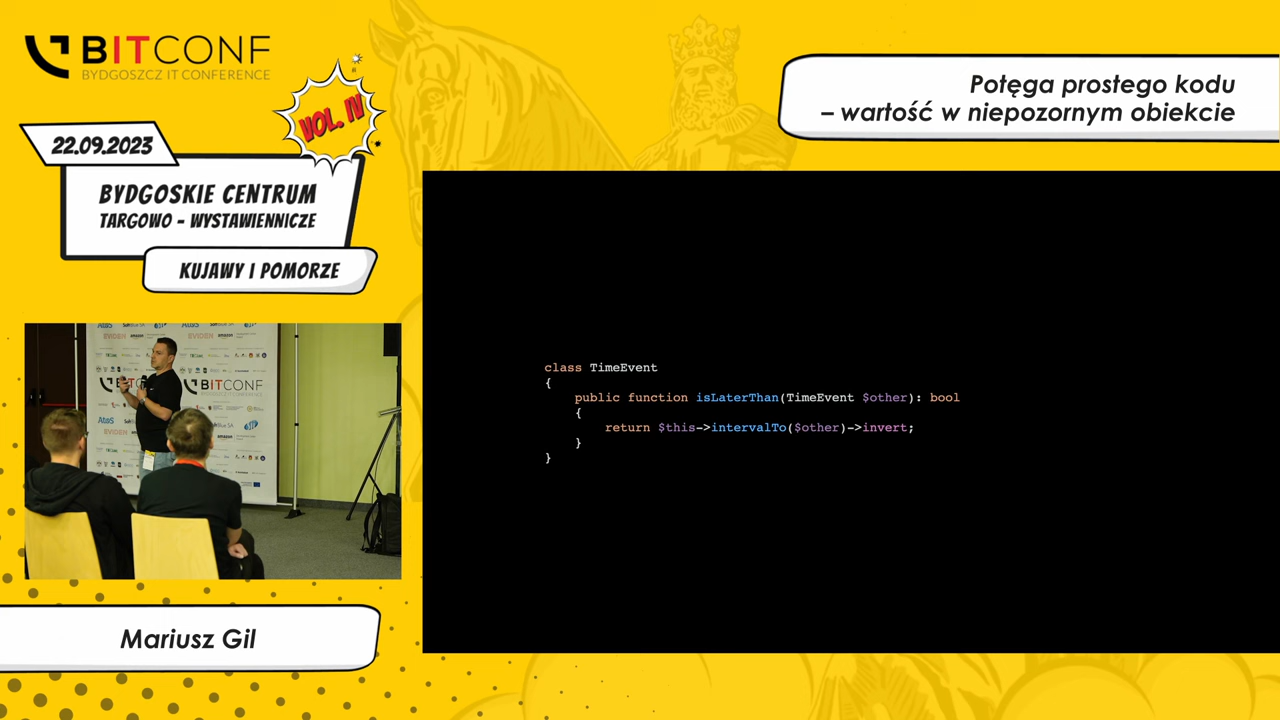 BITCONF
BYDGOSZCZ IT CONFERENCE
VOL. IV
22.09.2023
BYDGOSKIE CENTRUM
TARGOWO - WYSTAWIENNICZE
KUJAWY I POMORZE
Potęga prostego kodu
– wartość w niepozornym obiekcie
class TimeEvent
{
    public function isLaterThan(TimeEvent $other): bool
    {
        return $this->intervalTo($other)->invert;
    }
}
BITCONF
Mariusz Gil